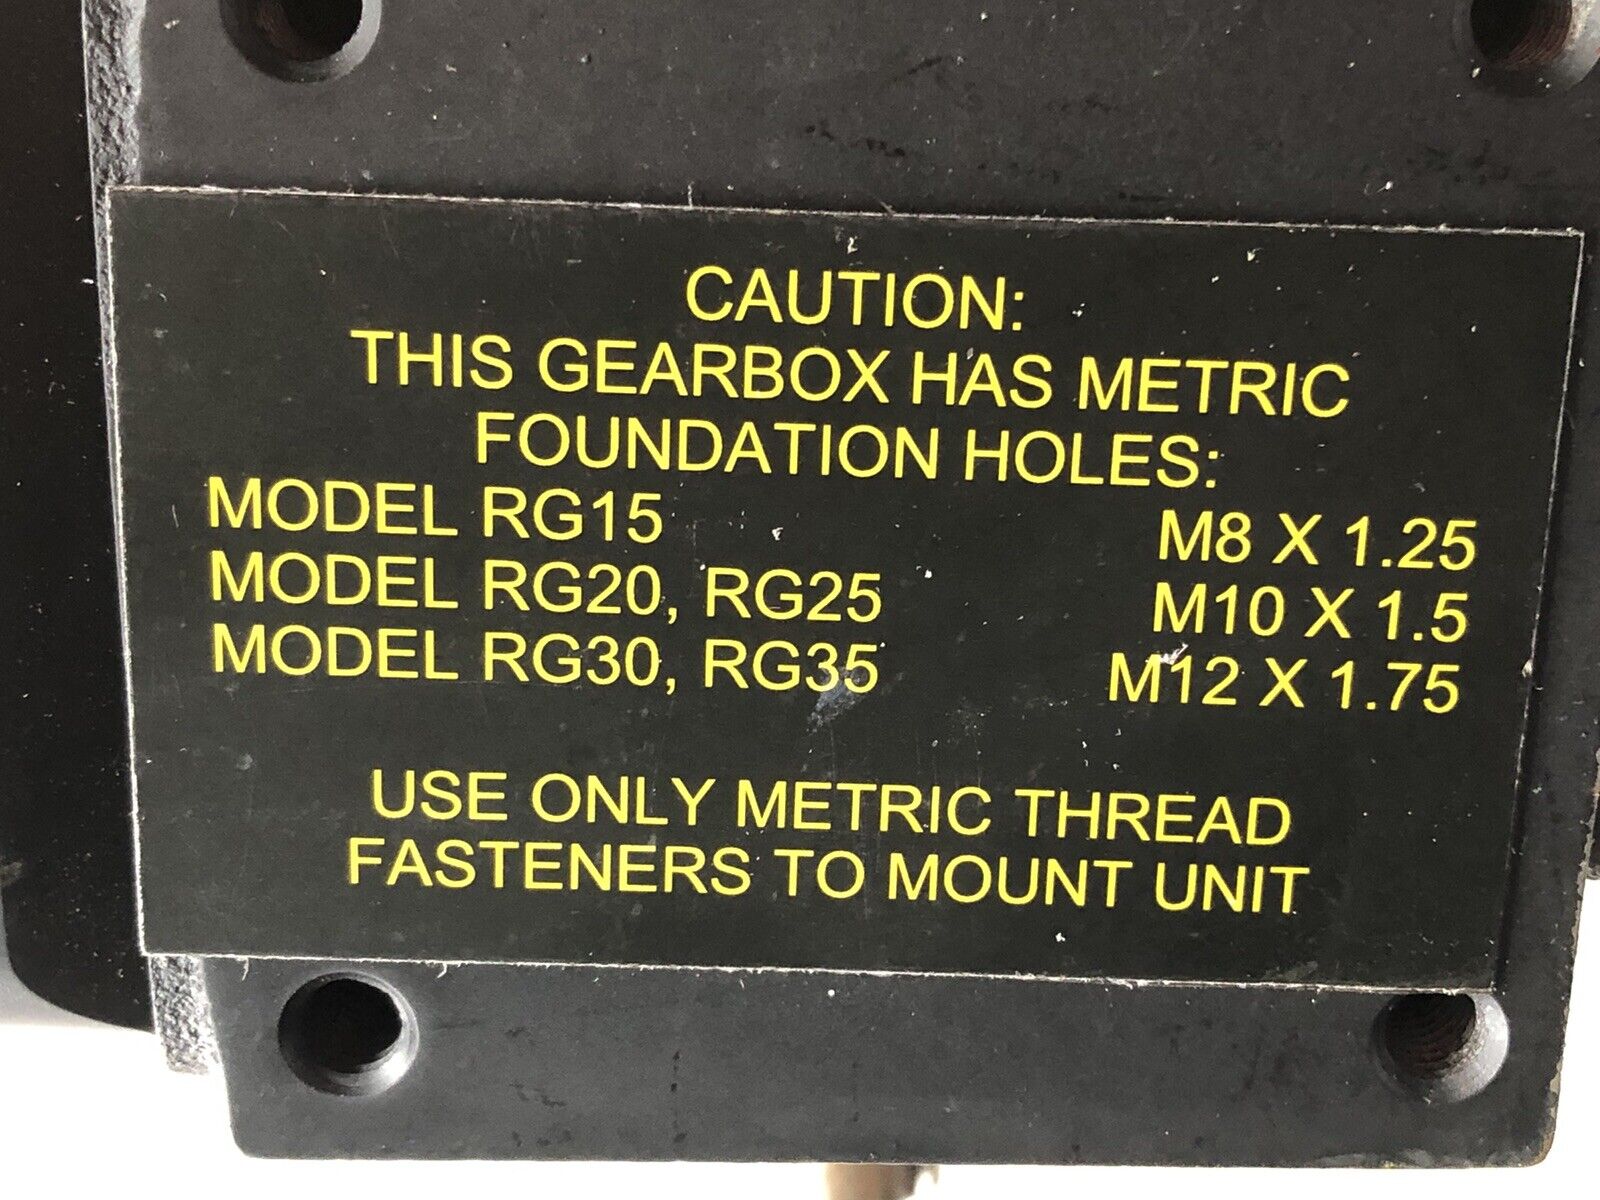 CAUTION:
THIS GEARBOX HAS METRIC
FOUNDATION HOLES:
MODEL RG15 M8 X 1.25
MODEL RG20, RG25 M10 X 1.5
MODEL RG30, RG35 M12 X 1.75
USE ONLY METRIC THREAD
FASTENERS TO MOUNT UNIT